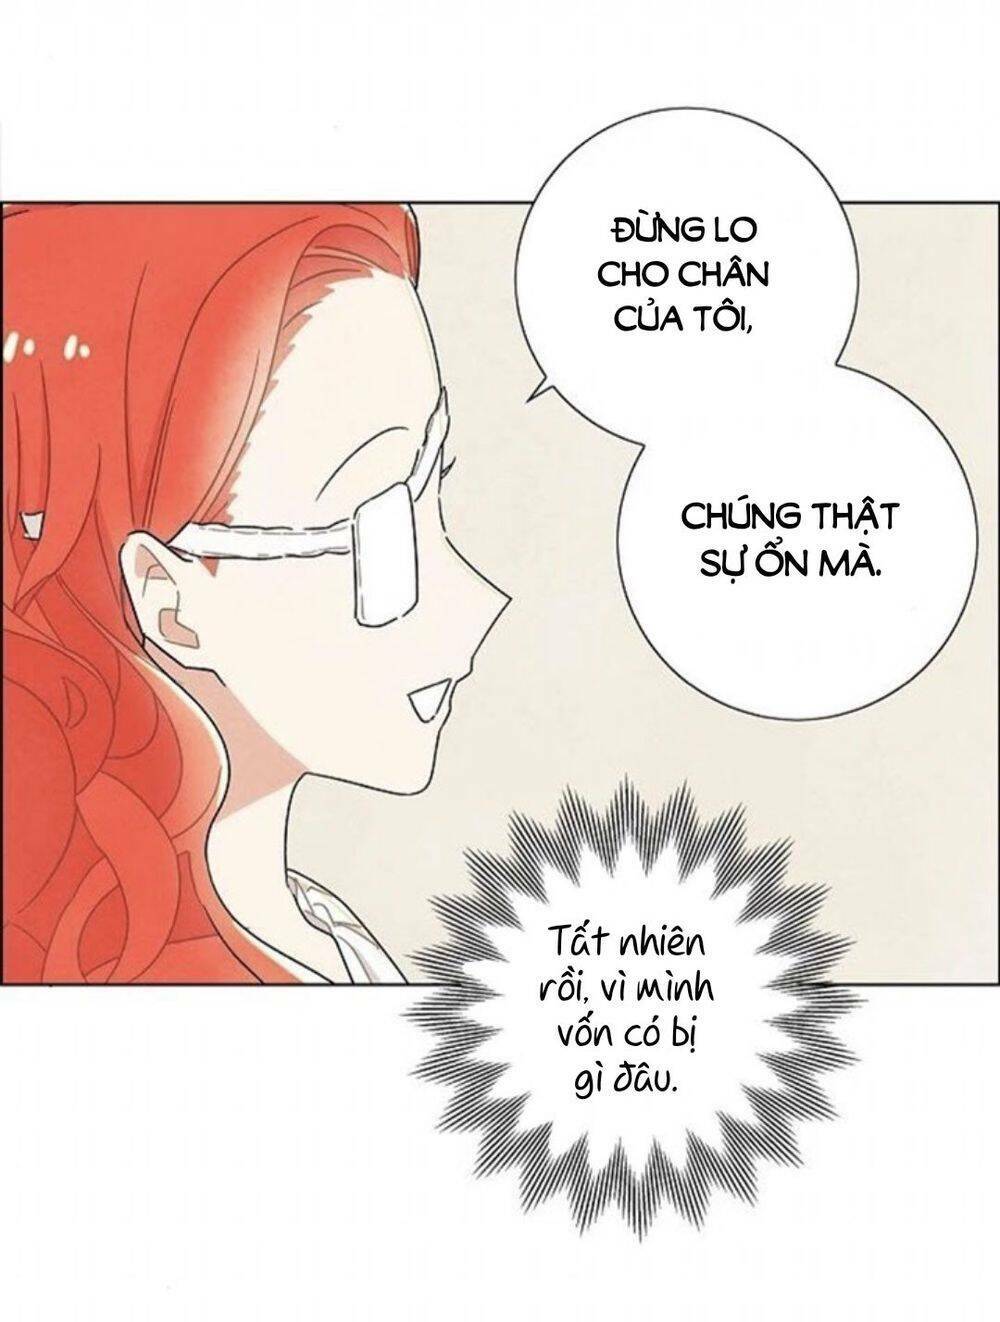 ĐỪNG LO
CHO CHÂN
CỦA TÔI,
CHÚNG THẬT
SỰ ỔN MÀ.
Tất nhiên
rồi, vì mình
vốn có bị
gì đâu.